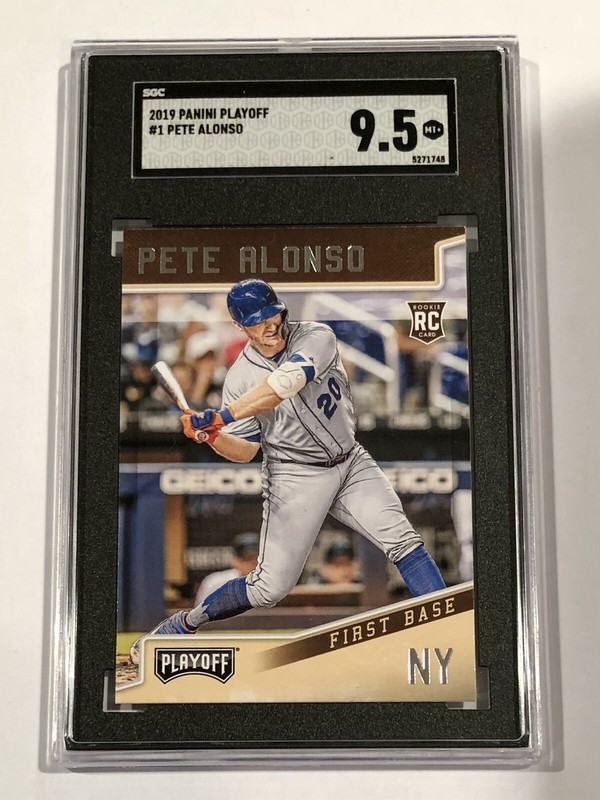 SGC
2019 PANINI PLAYOFF
#1 PETE ALONSO
9.5 MT+
5271748
PETE ALONSO
ROOKIE
RC
CARD
20
GEICO GEICO
FIRST BASE
PLAYOFF
NY